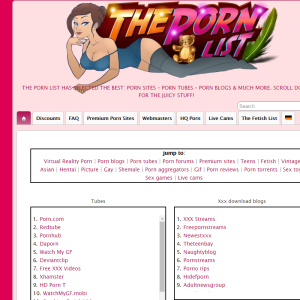 THE PORN
LIST
THE PORN LIST HAS SELECTED THE BEST: PORN SITES - PORN TUBES - PORN BLOGS & MUCH MORE. SCROLL DO
FOR THE JUICY STUFF!
Search
Discounts FAQ Premium Porn Sites Webmasters HQ Porn Live Cams The Fetish List
Jump to:
Virtual Reality Porn | Porn blogs | Porn tubes | Porn forums | Premium sites | Teens | Fetish | Vintage
Asian | Hentai | Picture | Gay | Shemale | Porn aggregators | GIF | Porn reviews | Porn torrents | Sex to
Sex games | Live cams
Tubes
Xxx download blogs
1. Porn.com
2. Redtube
3. Pornhub
4. Daporn
5. Watch My GF
6. Deviantclip
7. Free XXX Videos
8. Xhamster
9. HD Porn T
10. WatchMyGF.mobi
1. XXX Streams
2. Freepornstreams
3. Newestxxx
4. Theteenbay
5. Naughtyblog
6. Pornstreams
7. Porno rips
8. Hidefporn
9. Adultnewsgroup